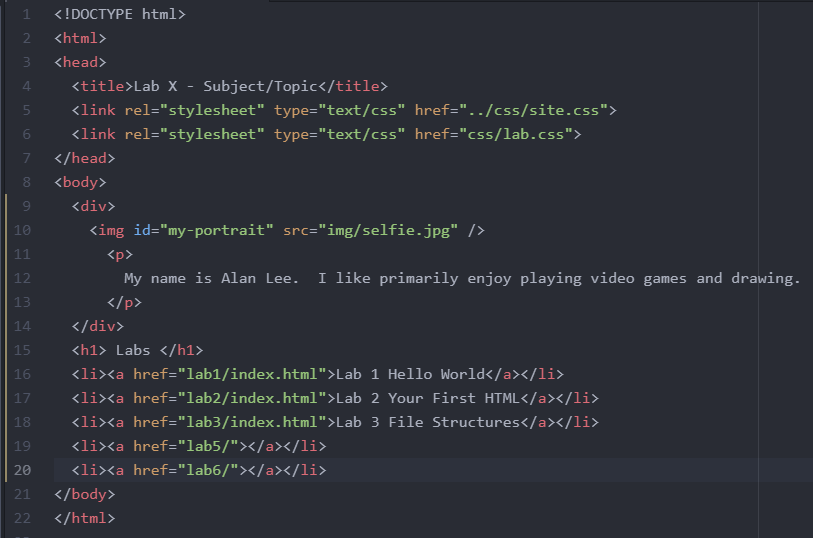 1 <!DOCTYPE html>
2 <html>
3 <head>
4 <title>Lab X - Subject/Topic</title>
5 <link rel="stylesheet" type="text/css" href="../css/site.css">
6 <link rel="stylesheet" type="text/css" href="css/lab.css">
7 </head>
8 <body>
9 <div>
10 <img id="my-portrait" src="img/selfie.jpg" />
11 <p>
12 My name is Alan Lee.  I like primarily enjoy playing video games and drawing.
13 </p>
14 </div>
15 <h1> Labs </h1>
16 <li><a href="lab1/index.html">Lab 1 Hello World</a></li>
17 <li><a href="lab2/index.html">Lab 2 Your First HTML</a></li>
18 <li><a href="lab3/index.html">Lab 3 File Structures</a></li>
19 <li><a href="lab5/"></a></li>
20 <li><a href="lab6/"></a></li>
21 </body>
22 </html>